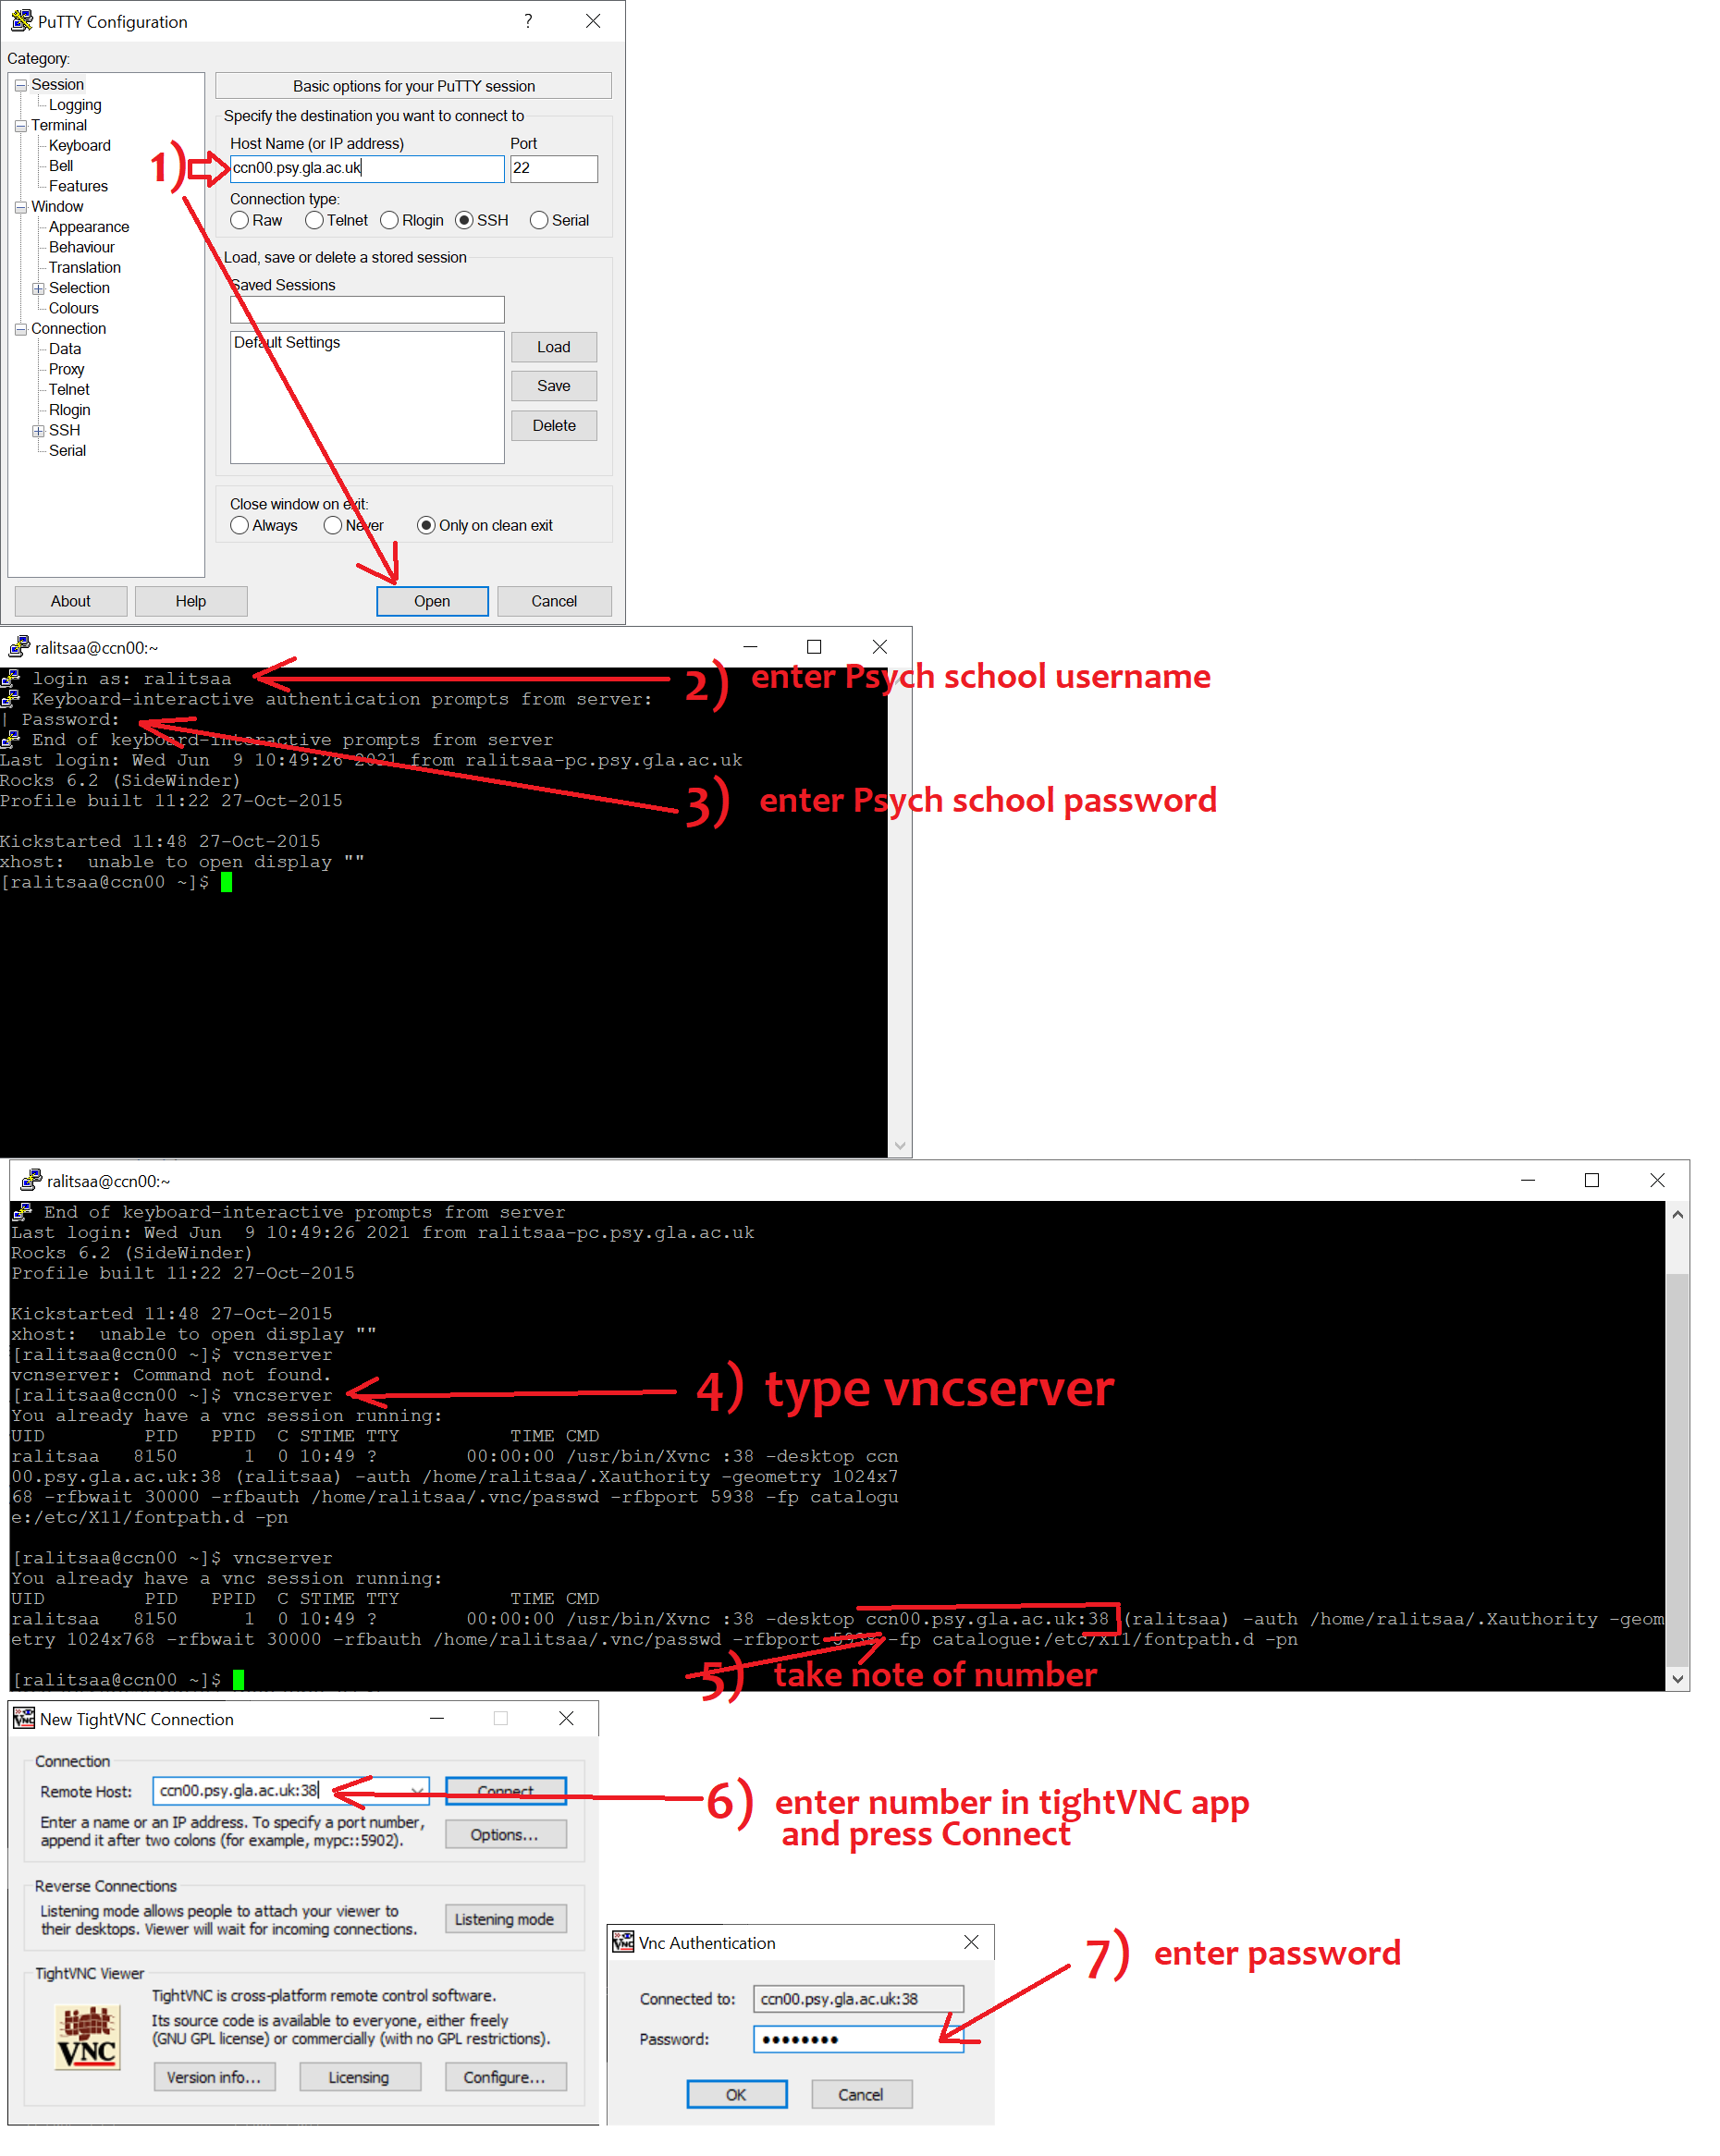 PuTTY Configuration
Category:
Session
Logging
Terminal
Keyboard
Bell
Features
Window
Appearance
Behaviour
Translation
Selection
Colours
Connection
Data
Proxy
Telnet
Rlogin
SSH
Serial
Basic options for your PuTTY session
Specify the destination you want to connect to
Host Name (or IP address) Port
1) ccn00.psy.gla.ac.uk 22
Connection type:
Raw Telnet Rlogin SSH Serial
Load, save or delete a stored session
Saved Sessions
Default Settings
Load
Save
Delete
Close window on exit:
Always Never Only on clean exit
About Help Open Cancel
ralitsaa@ccn00:~
login as: ralitsaa
2) enter Psych school username
Keyboard-interactive authentication prompts from server:
| Password:
End of keyboard-interactive prompts from server
Last login: Wed Jun  9 10:49:26 2021 from ralitsaa-pc.psy.gla.ac.uk
Rocks 6.2 (SideWinder)
Profile built 11:22 27-Oct-2015
3) enter Psych school password
Kickstarted 11:48 27-Oct-2015
xhost:  unable to open display ""
[ralitsaa@ccn00 ~]$
ralitsaa@ccn00:~
End of keyboard-interactive prompts from server
Last login: Wed Jun  9 10:49:26 2021 from ralitsaa-pc.psy.gla.ac.uk
Rocks 6.2 (SideWinder)
Profile built 11:22 27-Oct-2015
Kickstarted 11:48 27-Oct-2015
xhost:  unable to open display ""
[ralitsaa@ccn00 ~]$ vcnserver
vcnserver: Command not found.
[ralitsaa@ccn00 ~]$ vncserver
4) type vncserver
You already have a vnc session running:
UID PID PPID C STIME TTY TIME CMD
ralitsaa 8150 1 0 10:49 ? 00:00:00 /usr/bin/Xvnc :38 -desktop ccn
00.psy.gla.ac.uk:38 (ralitsaa) -auth /home/ralitsaa/.Xauthority -geometry 1024x7
68 -rfbwait 30000 -rfbauth /home/ralitsaa/.vnc/passwd -rfbport 5938 -fp catalogu
e:/etc/X11/fontpath.d -pn
[ralitsaa@ccn00 ~]$ vncserver
You already have a vnc session running:
UID PID PPID C STIME TTY TIME CMD
ralitsaa 8150 1 0 10:49 ? 00:00:00 /usr/bin/Xvnc :38 -desktop ccn00.psy.gla.ac.uk:38 (ralitsaa) -auth /home/ralitsaa/.Xauthority -geom
etry 1024x768 -rfbwait 30000 -rfbauth /home/ralitsaa/.vnc/passwd -rfbport 5938 -fp catalogue:/etc/X11/fontpath.d -pn
[ralitsaa@ccn00 ~]$
5) take note of number
New TightVNC Connection
Connection
Remote Host: ccn00.psy.gla.ac.uk:38 Connect
Enter a name or an IP address. To specify a port number,
append it after two colons (for example, mypc::5902).
Options...
6) enter number in tightVNC app
and press Connect
Reverse Connections
Listening mode allows people to attach your viewer to
their desktops. Viewer will wait for incoming connections.
Listening mode
TightVNC Viewer
TightVNC is cross-platform remote control software.
Its source code is available to everyone, either freely
(GNU GPL license) or commercially (with no GPL restrictions).
tight
VNC
Version info... Licensing Configure...
Vnc Authentication
7) enter password
Connected to: ccn00.psy.gla.ac.uk:38
Password: ••••••••
OK Cancel